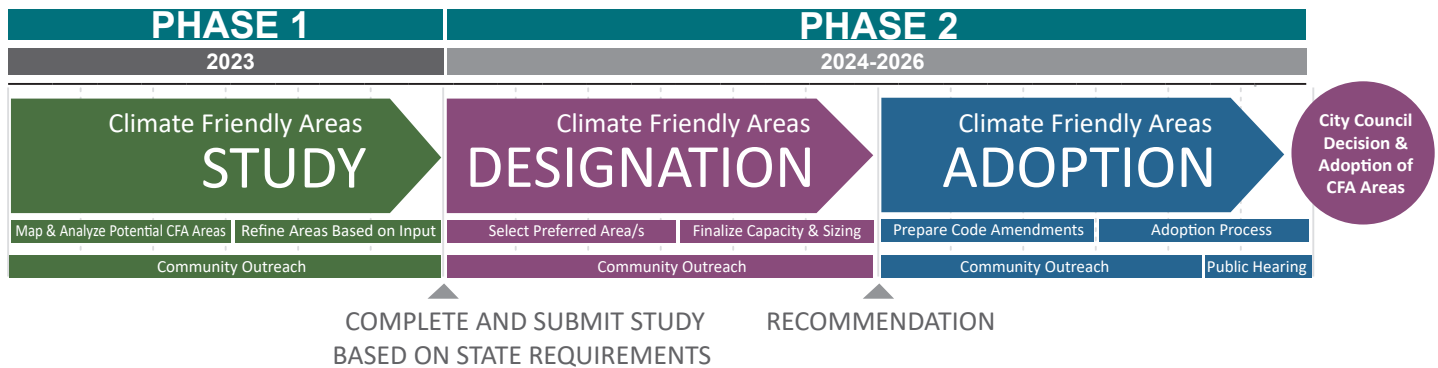 PHASE 1
PHASE 2
2023
2024-2026
Climate Friendly Areas
STUDY
Climate Friendly Areas
DESIGNATION
Climate Friendly Areas
ADOPTION
City Council
Decision &
Adoption of
CFA Areas
Map & Analyze Potential CFA Areas
Refine Areas Based on Input
Select Preferred Area/s
Finalize Capacity & Sizing
Prepare Code Amendments
Adoption Process
Community Outreach
Community Outreach
Community Outreach
Public Hearing
COMPLETE AND SUBMIT STUDY
BASED ON STATE REQUIREMENTS
RECOMMENDATION